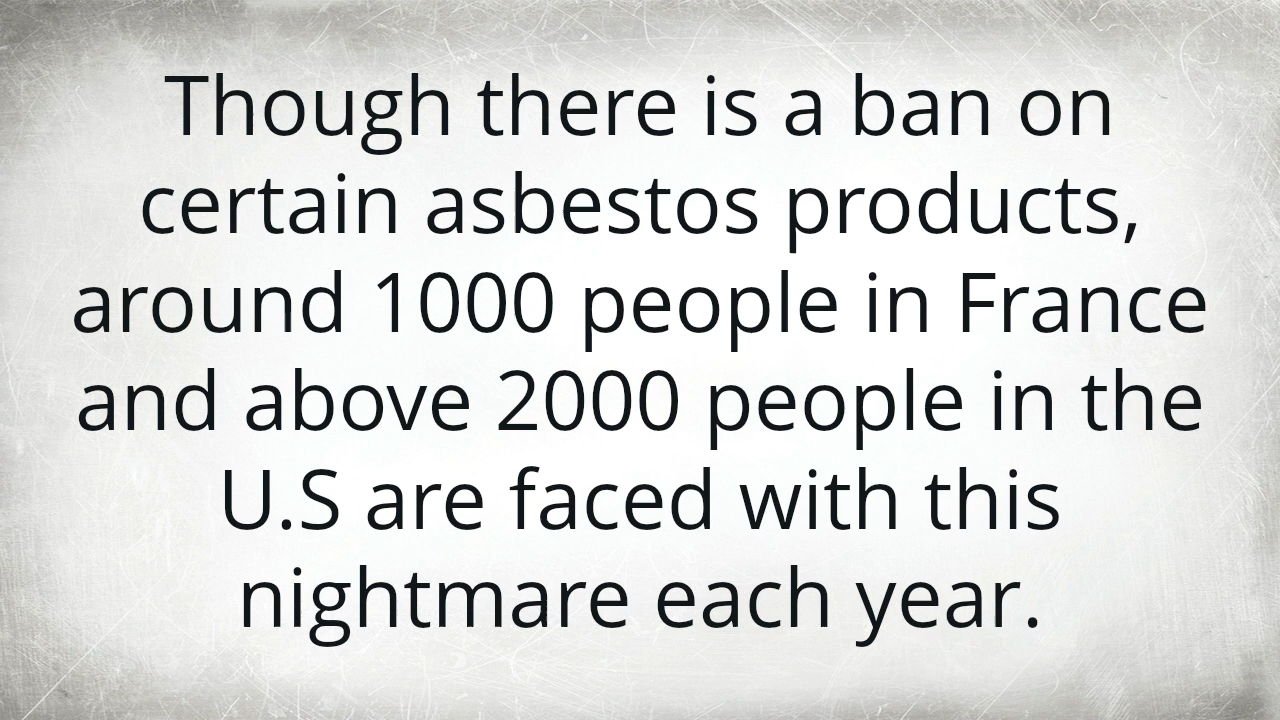 Though there is a ban on
certain asbestos products,
around 1000 people in France
and above 2000 people in the
U.S are faced with this
nightmare each year.